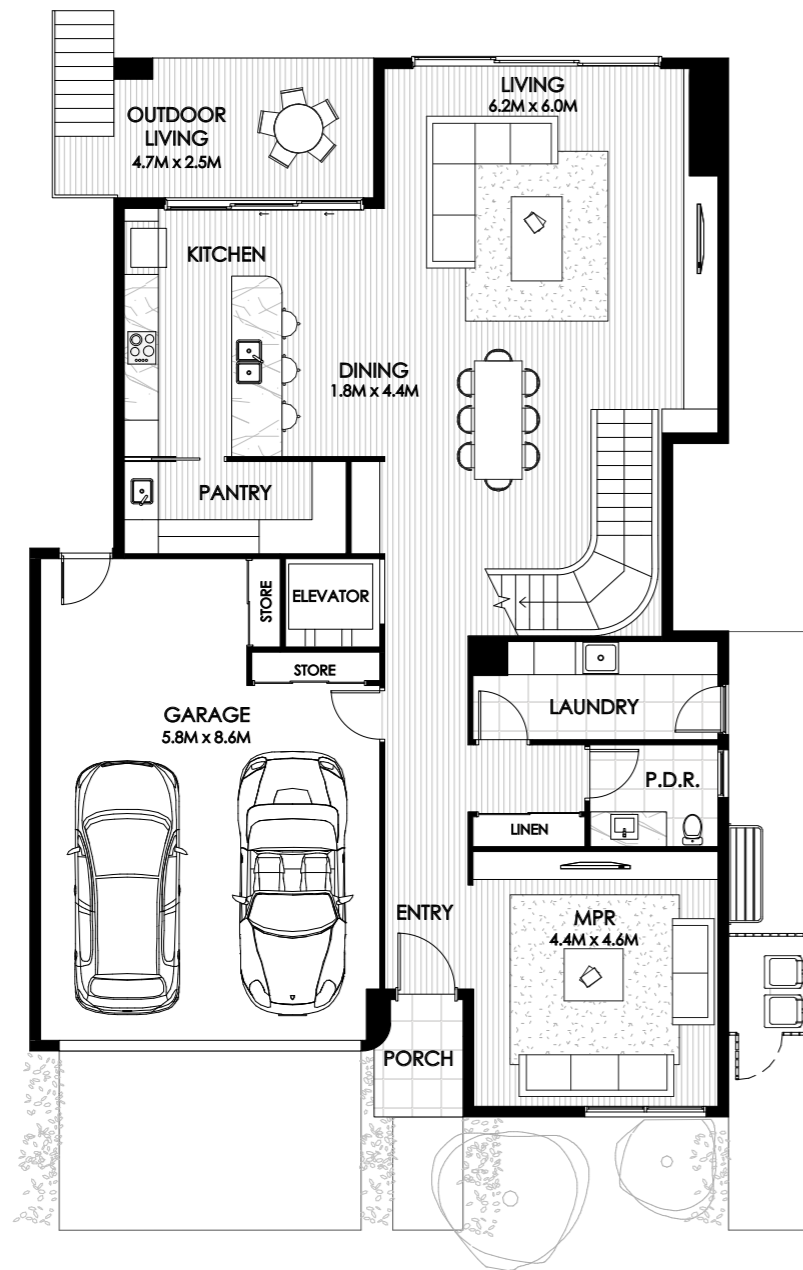 LIVING
6.2M x 6.0M
OUTDOOR
LIVING
4.7M x 2.5M
KITCHEN
DINING
1.8M x 4.4M
PANTRY
STORE
ELEVATOR
STORE
GARAGE
5.8M x 8.6M
LAUNDRY
P.D.R.
LINEN
ENTRY
MPR
4.4M x 4.6M
PORCH